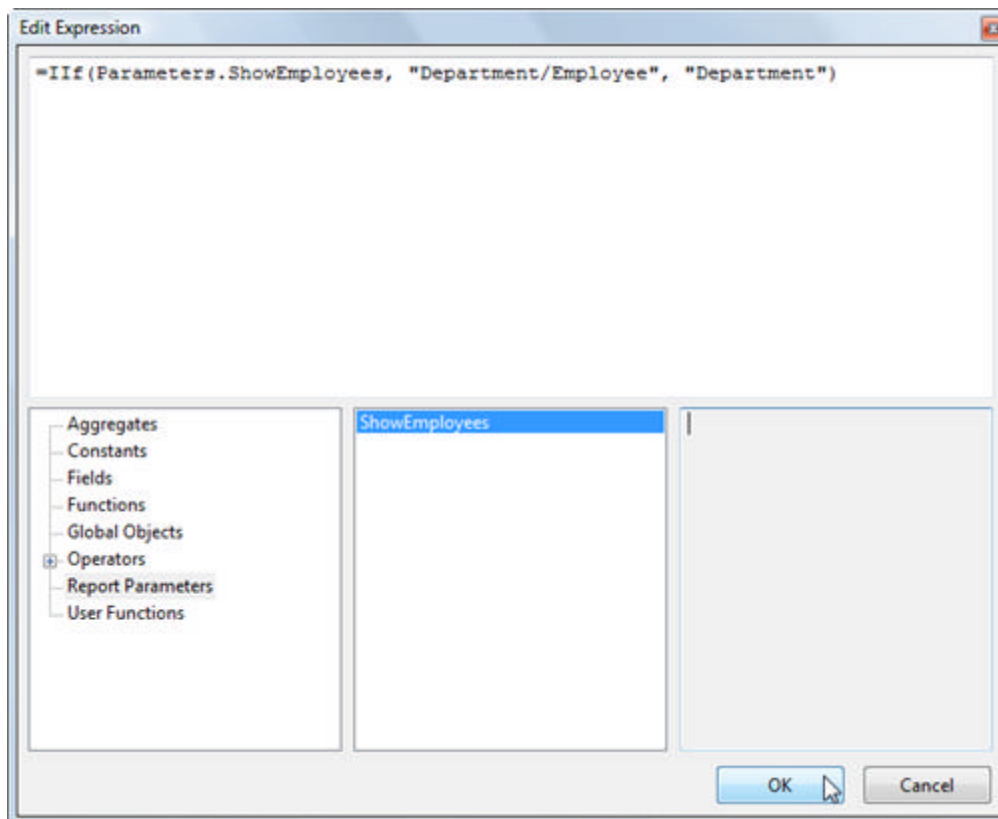 Edit Expression
=IIf(Parameters.ShowEmployees, "Department/Employee", "Department")
Aggregates
Constants
Fields
Functions
Global Objects
Operators
Report Parameters
User Functions
ShowEmployees
OK
Cancel